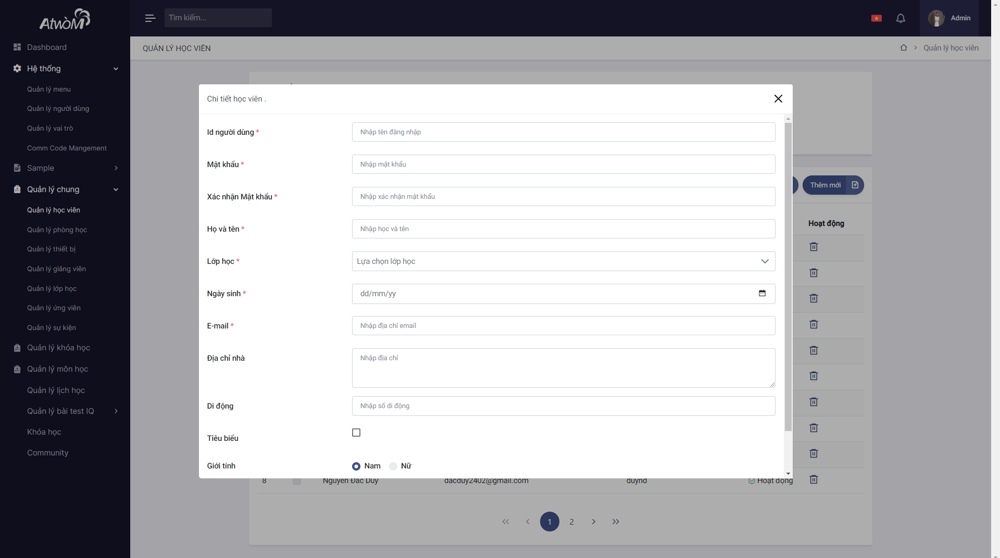 AtwoM
Tìm kiếm...
Admin
Dashboard
Hệ thống
Quản lý menu
Quản lý người dùng
Quản lý vai trò
Comm Code Mangement
Sample
Quản lý chung
Quản lý học viên
Quản lý phòng học
Quản lý thiết bị
Quản lý giảng viên
Quản lý lớp học
Quản lý ứng viên
Quản lý sự kiện
Quản lý khóa học
Quản lý môn học
Quản lý lịch học
Quản lý bài test IQ
Khóa học
Community
QUẢN LÝ HỌC VIÊN
Quản lý học viên
Chi tiết học viên .
Id người dùng *
Nhập tên đăng nhập
Mật khẩu *
Nhập mật khẩu
Xác nhận Mật khẩu *
Nhập xác nhận mật khẩu
Họ và tên *
Nhập học và tên
Lớp học *
Lựa chọn lớp học
Ngày sinh *
dd/mm/yy
E-mail *
Nhập địa chỉ email
Địa chỉ nhà
Nhập địa chỉ
Di động
Nhập số di động
Tiêu biểu
Giới tính
Nam
Nữ
Thêm mới
Hoạt động
8 Nguyễn Đắc Duy dacduy2402@gmail.com duynd Hoạt động
1 2